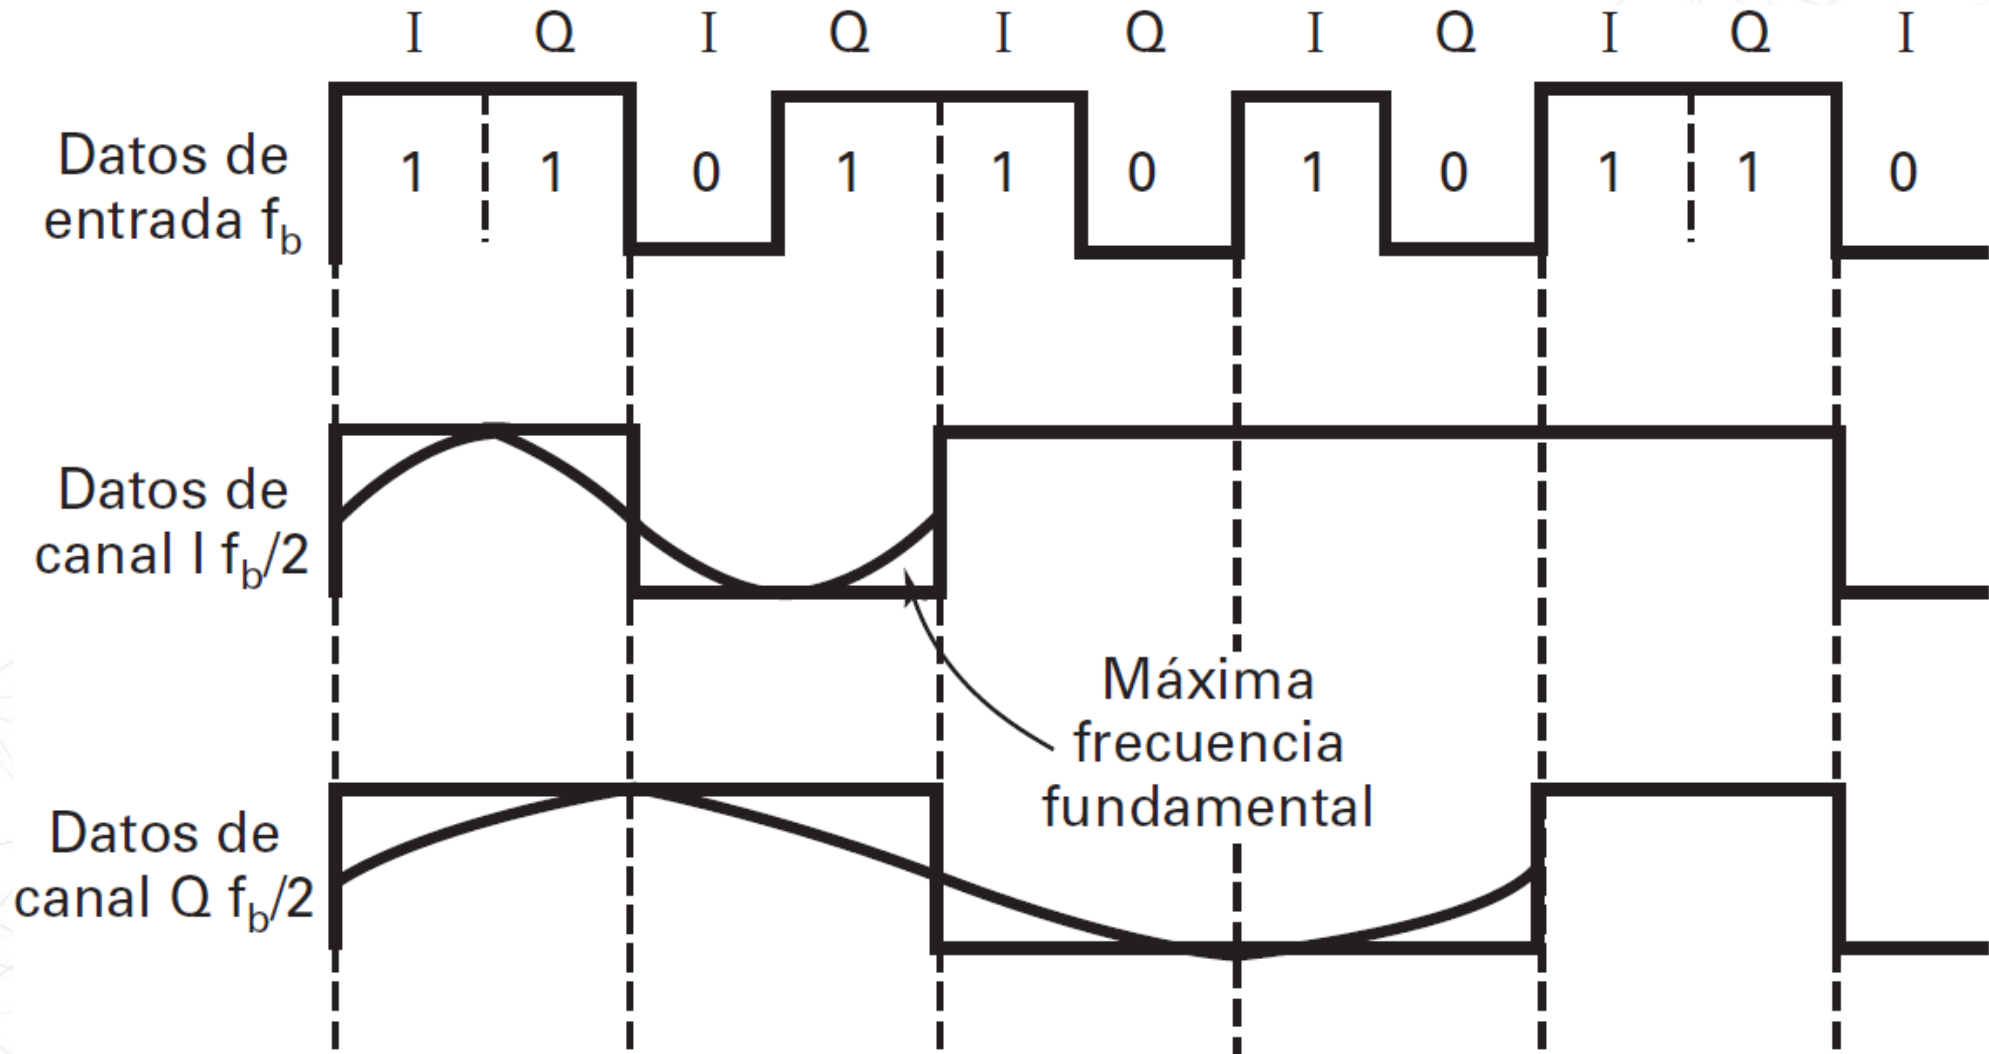 I Q I Q I Q I Q I Q I
Datos de
entrada fb
1 1 0 1 1 0 1 0 1 1 0
Datos de
canal I fb/2
Máxima
frecuencia
fundamental
Datos de
canal Q fb/2